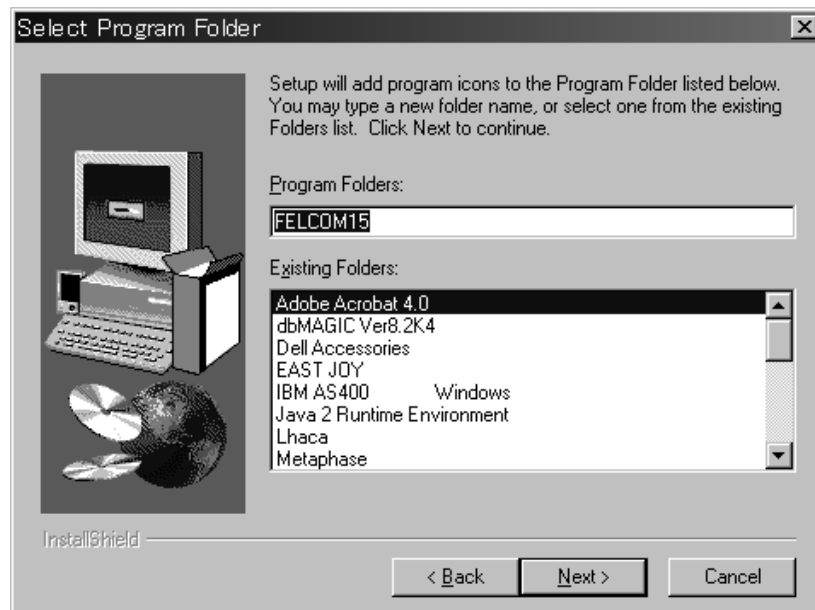 Select Program Folder
Setup will add program icons to the Program Folder listed below.
You may type a new folder name, or select one from the existing
Folders list. Click Next to continue.
Program Folders:
FELCOM15
Existing Folders:
Adobe Acrobat 4.0
dbMAGIC Ver8.2K4
Dell Accessories
EAST JOY
IBM AS400 Windows
Java 2 Runtime Environment
Lhaca
Metaphase
InstallShield
< Back
Next >
Cancel